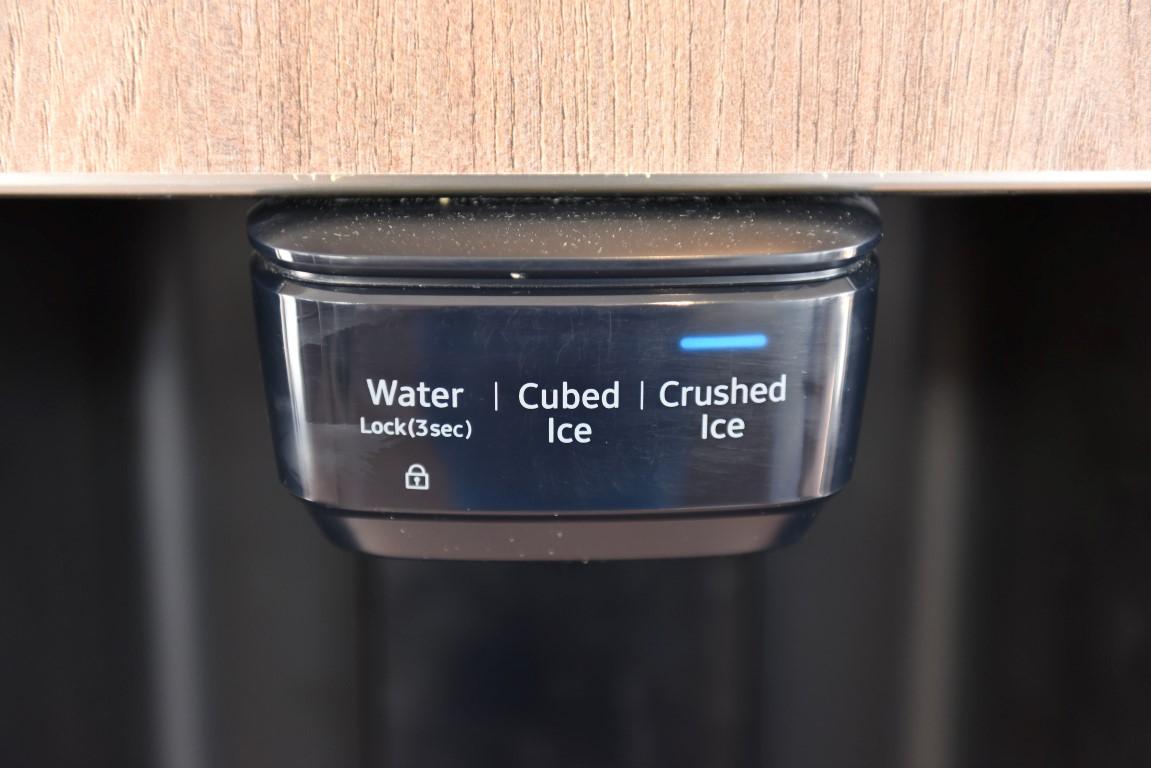 Water | Cubed | Crushed
Lock(3sec) Ice Ice